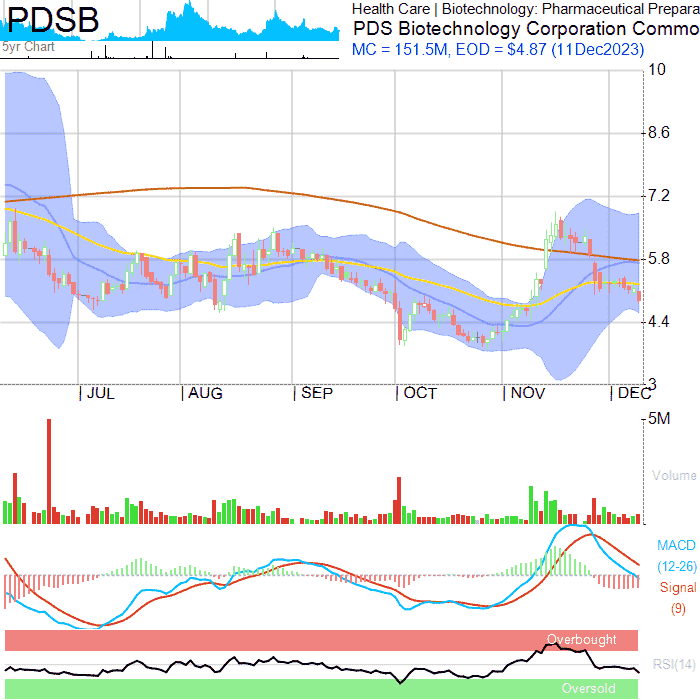 PDSB
5yr Chart
Health Care | Biotechnology: Pharmaceutical Prepara
PDS Biotechnology Corporation Commo
MC = 151.5M, EOD = $4.87 (11Dec2023)
10
8.6
7.2
5.8
4.4
3
JUL
AUG
SEP
OCT
NOV
DEC
5M
Volume
MACD
(12-26)
Signal
(9)
Overbought
RSI(14)
Oversold